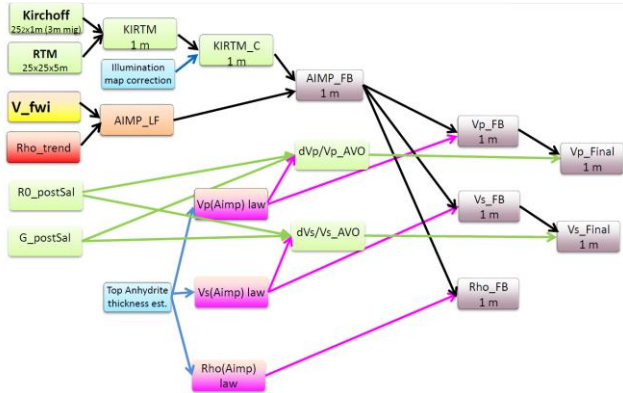 Kirchoff
25x1m (3m mig)
RTM
25x25x5m
KIRTM
1 m
Illumination
map correction
KIRTM_C
1 m
AIMP_FB
1 m
V_fwi
Rho_trend
AIMP_LF
R0_postSal
G_postSal
dVp/Vp_AVO
Vp(Aimp) law
dVs/Vs_AVO
Top Anhydrite
thickness est.
Vs(Aimp) law
Rho(Aimp)
law
Vp_FB
1 m
Vp_Final
1 m
Vs_FB
1 m
Vs_Final
1 m
Rho_FB
1 m